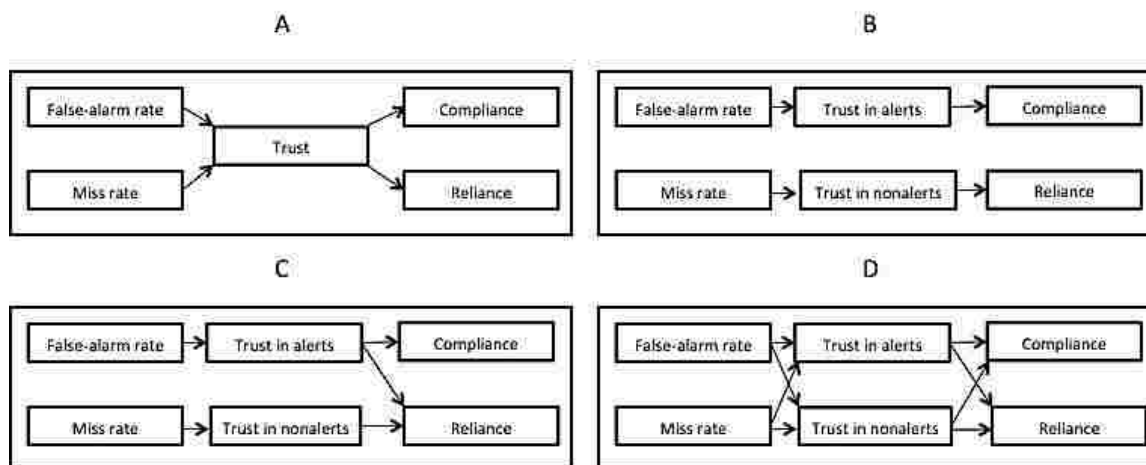 A
False-alarm rate
Compliance
Trust
Miss rate
Reliance
B
False-alarm rate
Trust in alerts
Compliance
Miss rate
Trust in nonalerts
Reliance
C
False-alarm rate
Trust in alerts
Compliance
Miss rate
Trust in nonalerts
Reliance
D
False-alarm rate
Trust in alerts
Compliance
Miss rate
Trust in nonalerts
Reliance